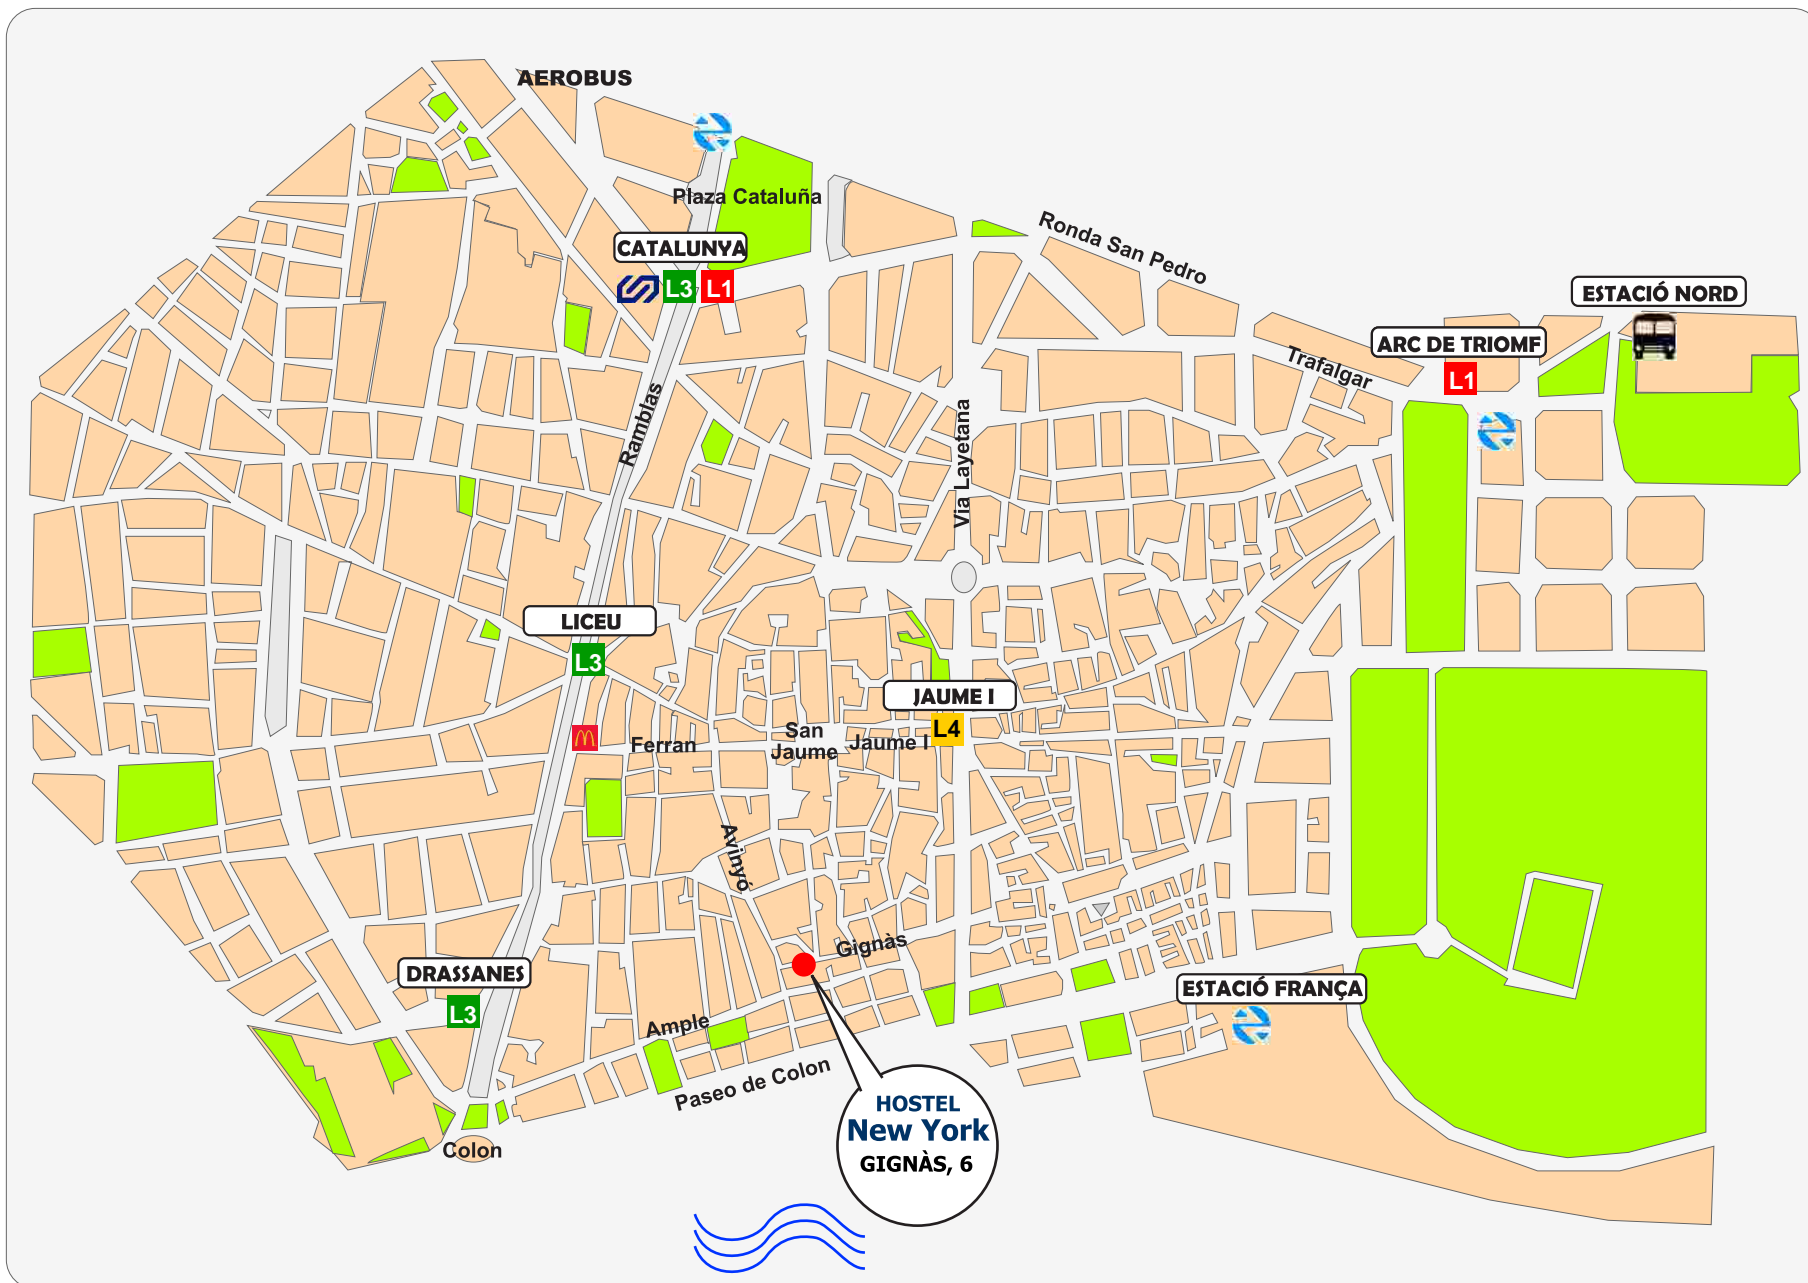 AEROBUS
Plaza Cataluña
CATALUNYA
L3 L1
Ronda San Pedro
ESTACIÓ NORD
ARC DE TRIOMF
L1
Trafalgar
Ramblas
Via Layetana
LICEU
L3
JAUME I
L4
Ferran
San
Jaume
Jaume I
Avinyó
Gignàs
DRASSANES
L3
ESTACIÓ FRANÇA
Ample
Paseo de Colon
Colon
HOSTEL
New York
GIGNÀS, 6